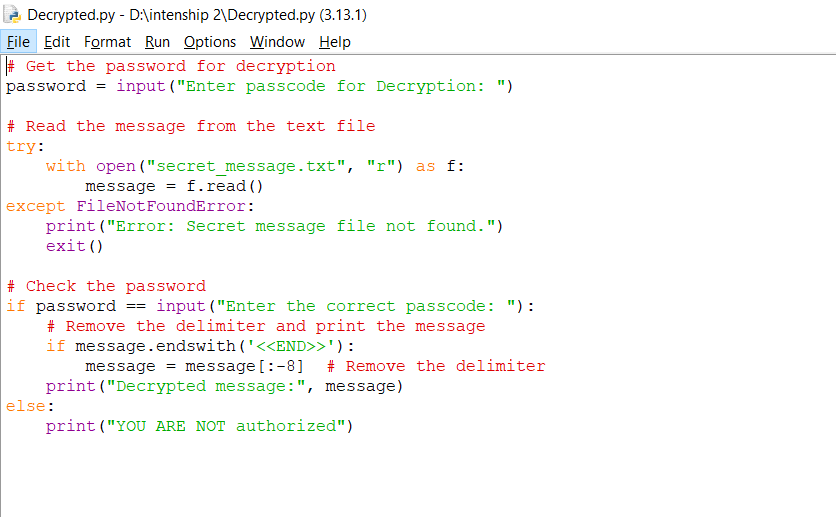 Decrypted.py - D:\intenship 2\Decrypted.py (3.13.1)
File Edit Format Run Options Window Help
# Get the password for decryption
password = input("Enter passcode for Decryption: ")

# Read the message from the text file
try:
    with open("secret_message.txt", "r") as f:
        message = f.read()
except FileNotFoundError:
    print("Error: Secret message file not found.")
    exit()

# Check the password
if password == input("Enter the correct passcode: "):
    # Remove the delimiter and print the message
    if message.endswith('<<END>>'):
        message = message[:-8]  # Remove the delimiter
    print("Decrypted message:", message)
else:
    print("YOU ARE NOT authorized")